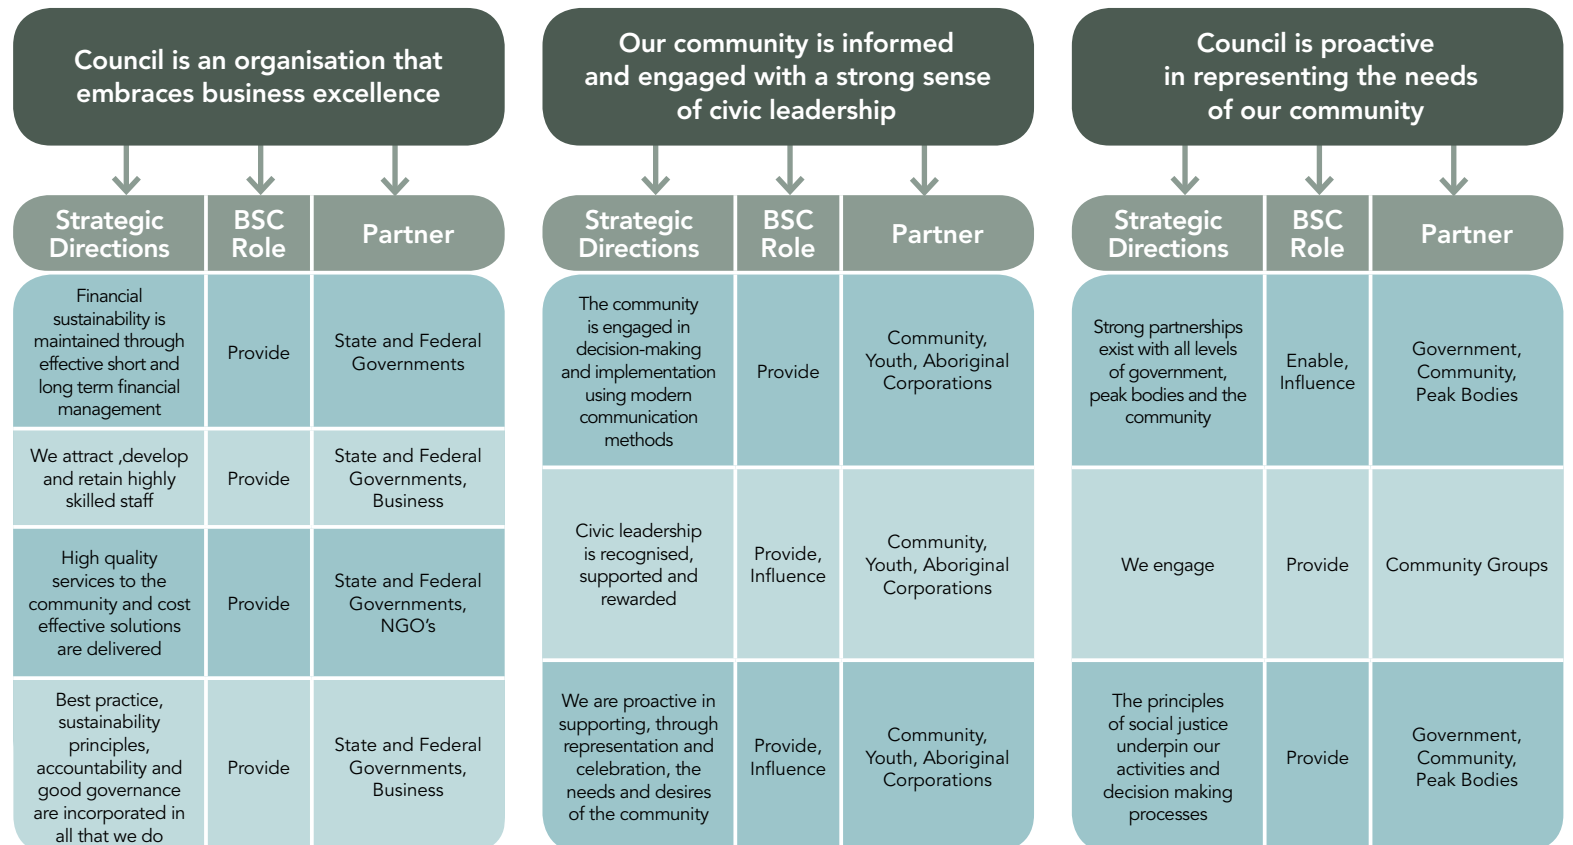 Council is an organisation that
embraces business excellence
Strategic
Directions
BSC
Role
Partner
Financial
sustainability is
maintained through
effective short and
long term financial
management
Provide
State and Federal
Governments
We attract ,develop
and retain highly
skilled staff
Provide
State and Federal
Governments,
Business
High quality
services to the
community and cost
effective solutions
are delivered
Provide
State and Federal
Governments,
NGO's
Best practice,
sustainability
principles,
accountability and
good governance
are incorporated in
all that we do
Provide
State and Federal
Governments,
Business
Our community is informed
and engaged with a strong sense
of civic leadership
Strategic
Directions
BSC
Role
Partner
The community
is engaged in
decision-making
and implementation
using modern
communication
methods
Provide
Community,
Youth, Aboriginal
Corporations
Civic leadership
is recognised,
supported and
rewarded
Provide,
Influence
Community,
Youth, Aboriginal
Corporations
We are proactive in
supporting, through
representation and
celebration, the
needs and desires
of the community
Provide,
Influence
Community,
Youth, Aboriginal
Corporations
Council is proactive
in representing the needs
of our community
Strategic
Directions
BSC
Role
Partner
Strong partnerships
exist with all levels
of government,
peak bodies and the
community
Enable,
Influence
Government,
Community,
Peak Bodies
We engage
Provide
Community Groups
The principles
of social justice
underpin our
activities and
decision making
processes
Provide
Government,
Community,
Peak Bodies